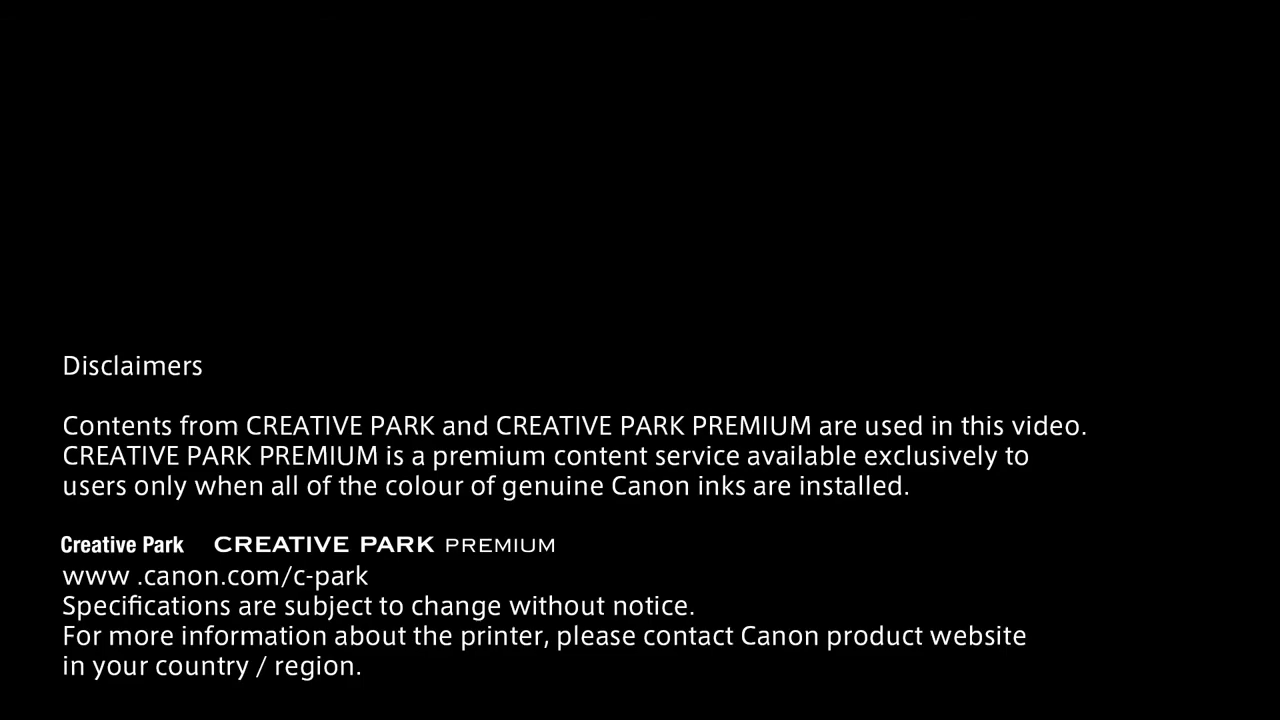 Disclaimers
Contents from CREATIVE PARK and CREATIVE PARK PREMIUM are used in this video.
CREATIVE PARK PREMIUM is a premium content service available exclusively to
users only when all of the colour of genuine Canon inks are installed.
Creative Park CREATIVE PARK PREMIUM
www .canon.com/c-park
Specifications are subject to change without notice.
For more information about the printer, please contact Canon product website
in your country / region.